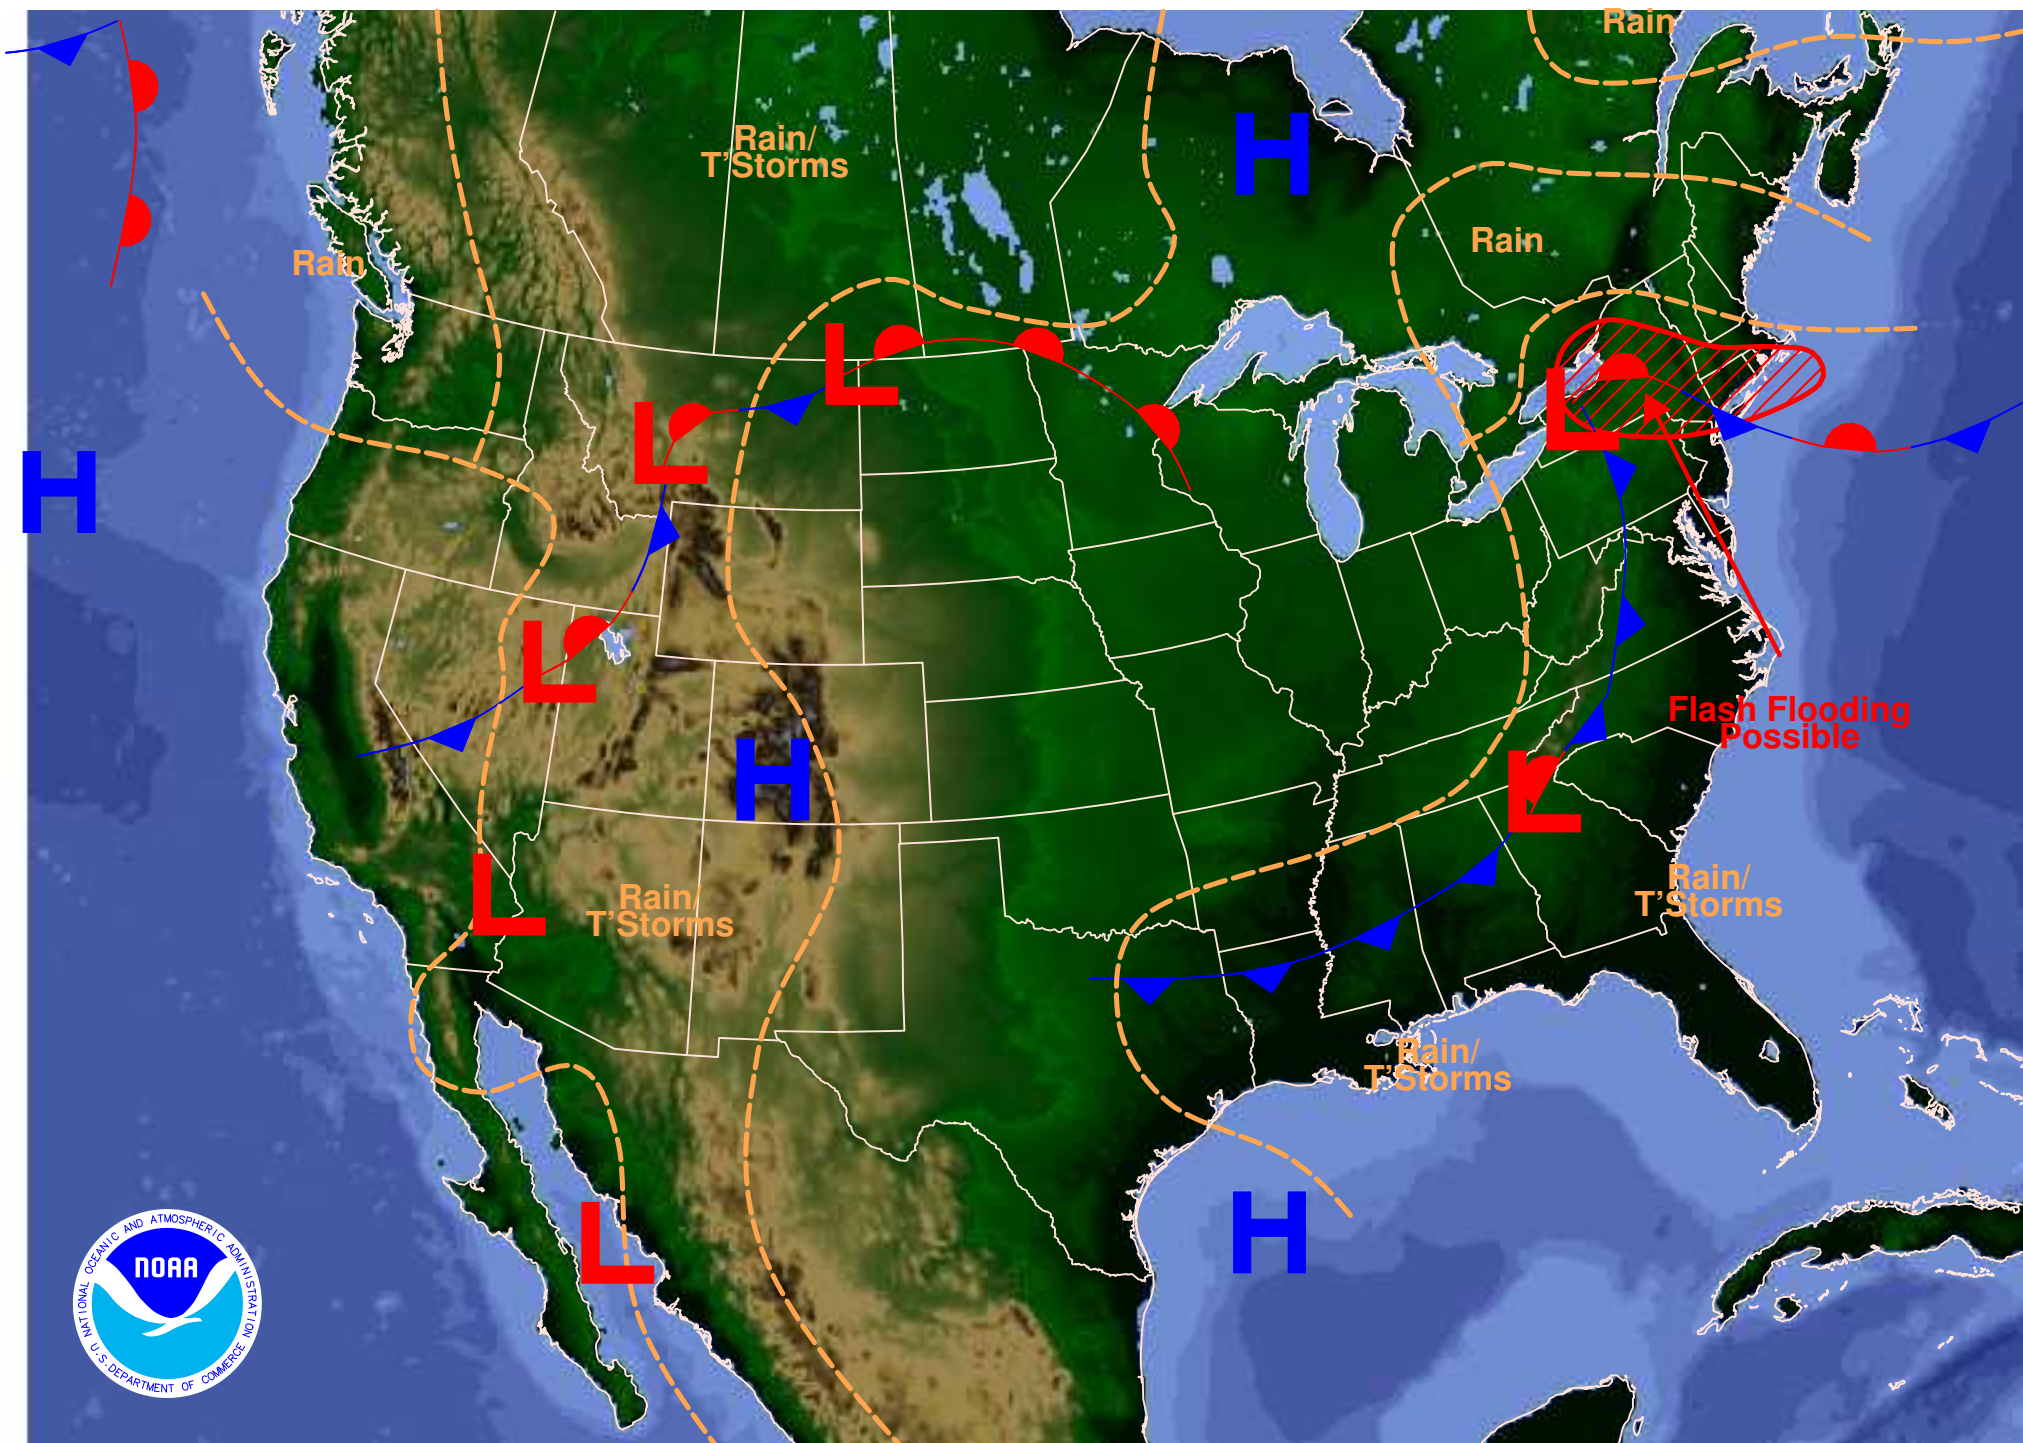 Rain
Rain/
T'Storms
H
Rain
Rain
L
L
L
H
L
Flash Flooding
Possible
H
L
L
Rain/
T'Storms
Rain/
T'Storms
Rain/
T'Storms
H
L
NOAA
NATIONAL OCEANIC AND ATMOSPHERIC ADMINISTRATION
U.S. DEPARTMENT OF COMMERCE